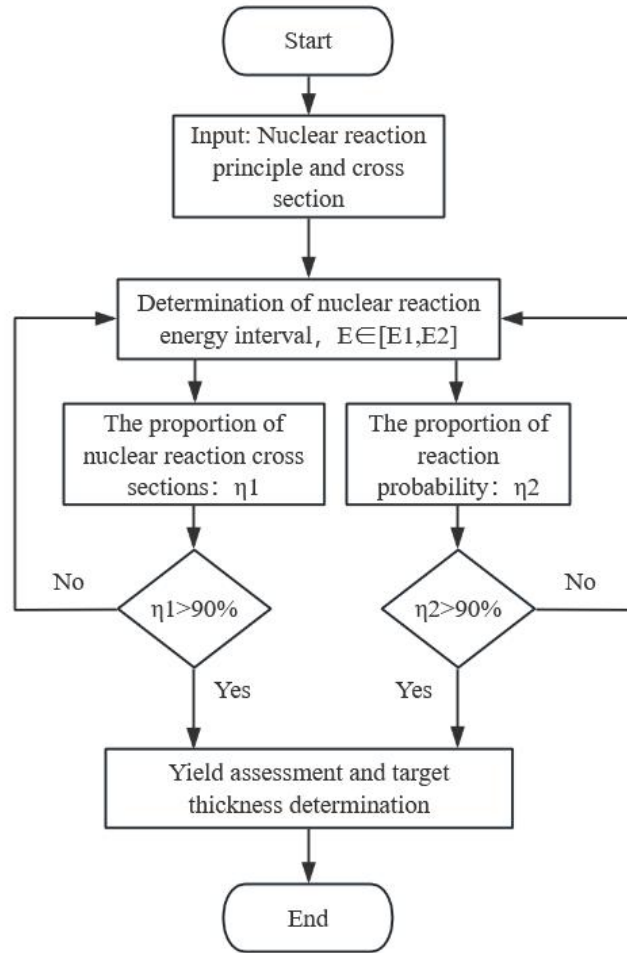 Start
Input: Nuclear reaction
principle and cross
section
Determination of nuclear reaction
energy interval，E∈[E1,E2]
The proportion of
nuclear reaction cross
sections：η1
The proportion of
reaction
probability：η2
No
η1>90%
η2>90%
No
Yes
Yes
Yield assessment and target
thickness determination
End